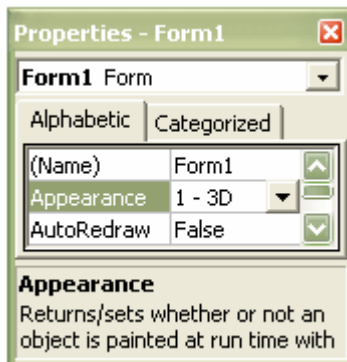 Properties - Form1
Form1 Form
Alphabetic Categorized
(Name) Form1
Appearance 1 - 3D
AutoRedraw False
Appearance
Returns/sets whether or not an
object is painted at run time with